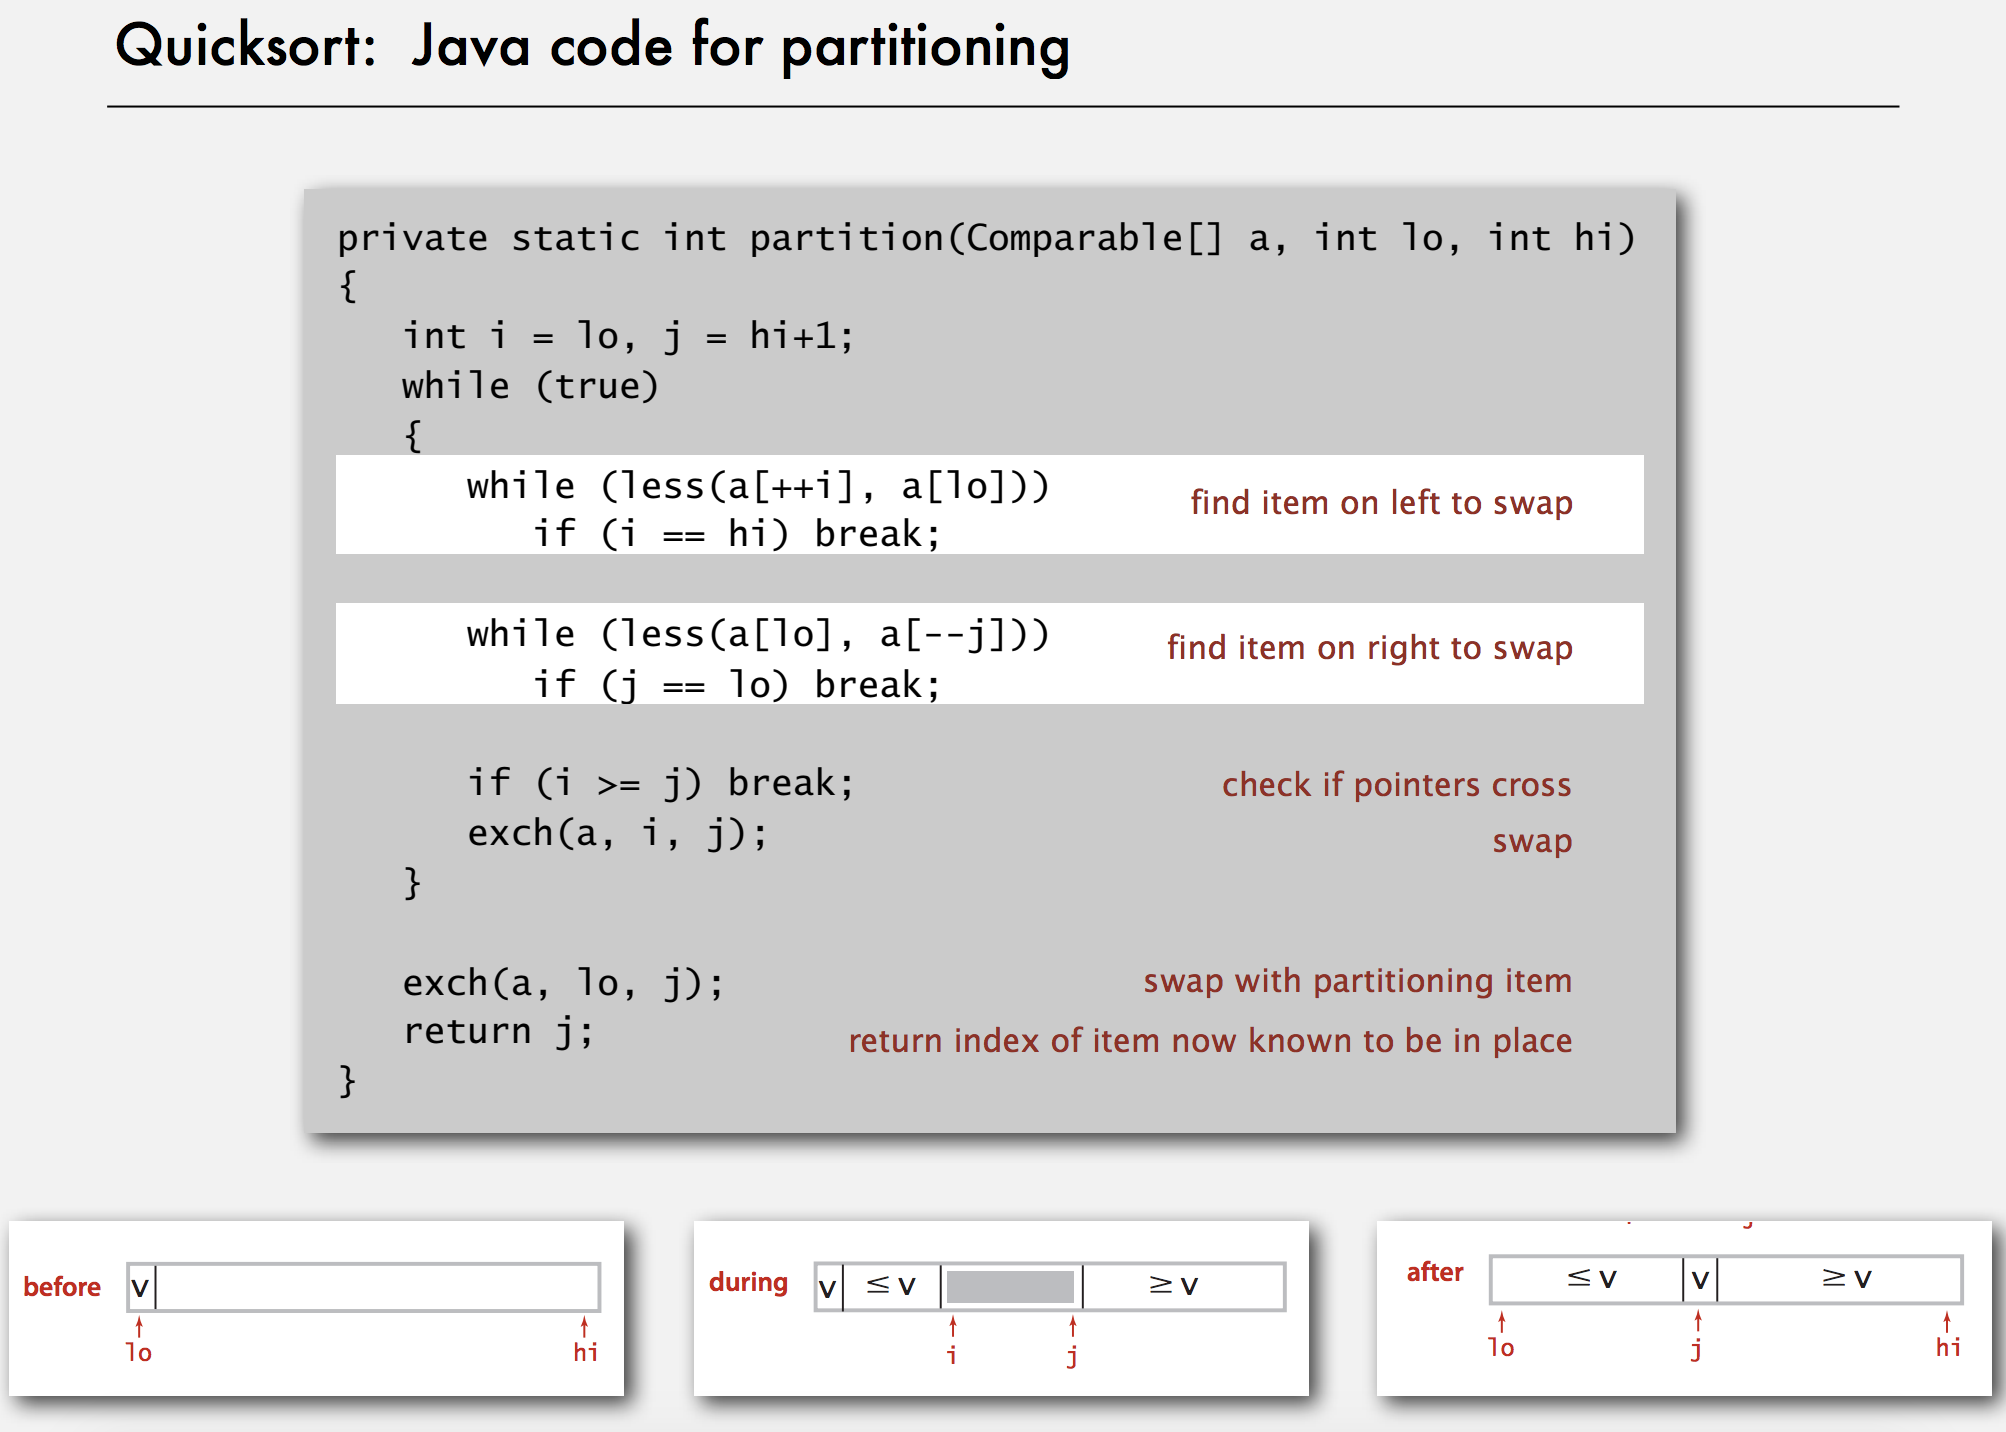 Quicksort: Java code for partitioning
private static int partition(Comparable[] a, int lo, int hi)
{
int i = lo, j = hi+1;
while (true)
{
while (less(a[++i], a[lo])) find item on left to swap
if (i == hi) break;
while (less(a[lo], a[--j])) find item on right to swap
if (j == lo) break;
if (i >= j) break; check if pointers cross
exch(a, i, j); swap
}
exch(a, lo, j); swap with partitioning item
return j; return index of item now known to be in place
}
before v
lo hi
during v ≤ v ≥ v
i j
after ≤ v v ≥ v
lo j hi